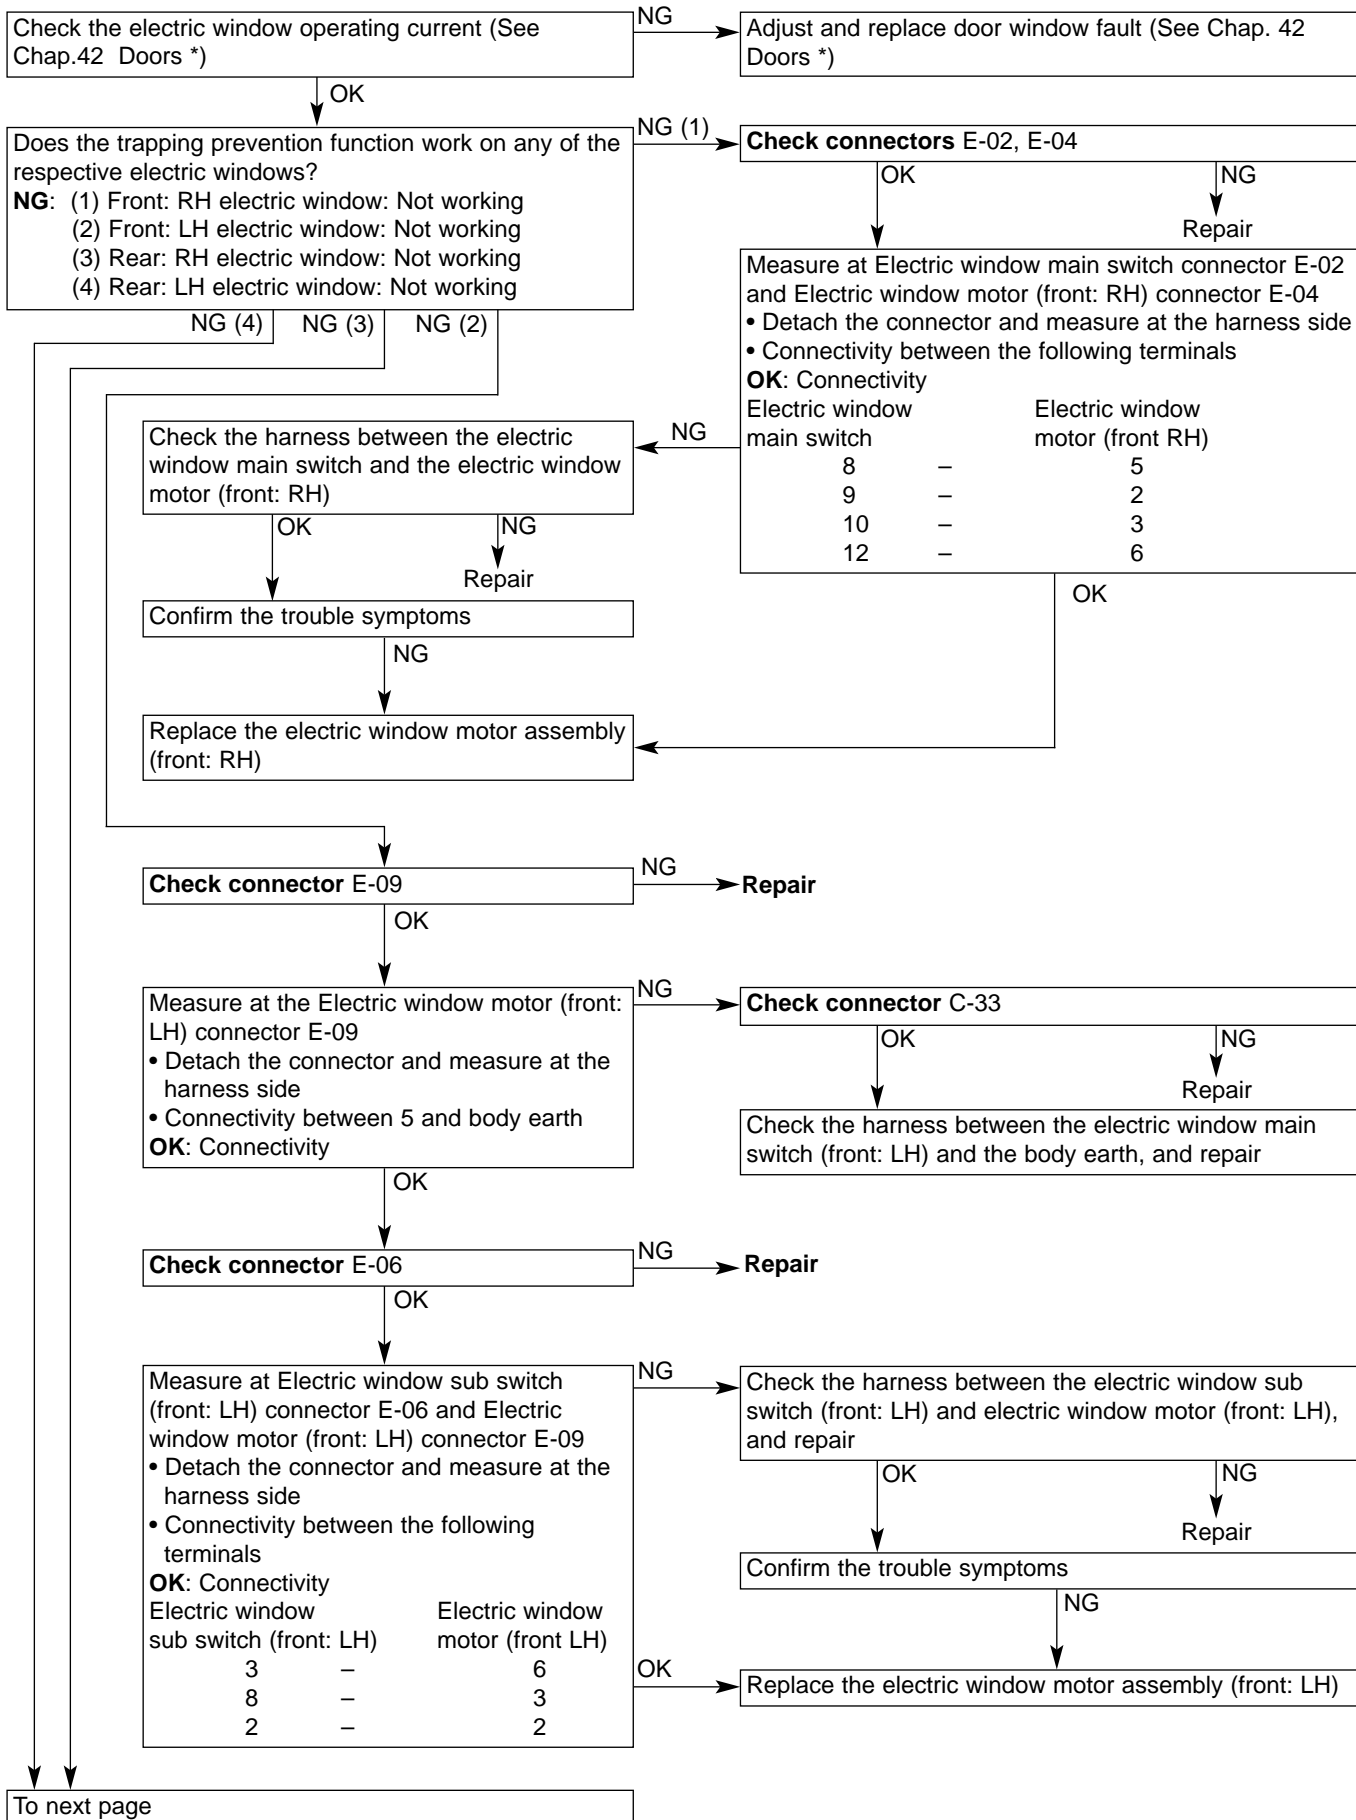 Check the electric window operating current (See
Chap.42  Doors *)
NG
Adjust and replace door window fault (See Chap. 42
Doors *)
OK
Does the trapping prevention function work on any of the
respective electric windows?
NG:  (1) Front: RH electric window: Not working
(2) Front: LH electric window: Not working
(3) Rear: RH electric window: Not working
(4) Rear: LH electric window: Not working
NG (1)
Check connectors E-02, E-04
OK
NG
Repair
NG (4)
NG (3)
NG (2)
Measure at Electric window main switch connector E-02
and Electric window motor (front: RH) connector E-04
• Detach the connector and measure at the harness side
• Connectivity between the following terminals
OK: Connectivity
Electric window    Electric window
main switch    motor (front RH)
8 – 5
9 – 2
10 – 3
12 – 6
NG
OK
Check the harness between the electric
window main switch and the electric window
motor (front: RH)
OK
NG
Repair
Confirm the trouble symptoms
NG
Replace the electric window motor assembly
(front: RH)
Check connector E-09
NG
Repair
OK
Measure at the Electric window motor (front:
LH) connector E-09
• Detach the connector and measure at the
harness side
• Connectivity between 5 and body earth
OK: Connectivity
NG
Check connector C-33
OK
NG
Repair
Check the harness between the electric window main
switch (front: LH) and the body earth, and repair
OK
Check connector E-06
NG
Repair
OK
Measure at Electric window sub switch
(front: LH) connector E-06 and Electric
window motor (front: LH) connector E-09
• Detach the connector and measure at the
harness side
• Connectivity between the following
terminals
OK: Connectivity
Electric window    Electric window
sub switch (front: LH)    motor (front LH)
3 – 6
8 – 3
2 – 2
NG
Check the harness between the electric window sub
switch (front: LH) and electric window motor (front: LH),
and repair
OK
NG
Repair
Confirm the trouble symptoms
NG
OK
Replace the electric window motor assembly (front: LH)
To next page